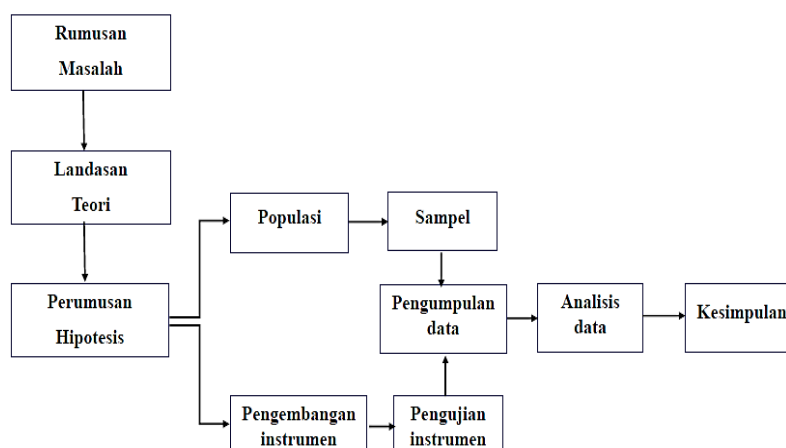 Rumusan
Masalah
Landasan
Teori
Perumusan
Hipotesis
Populasi
Sampel
Pengembangan
instrumen
Pengujian
instrumen
Pengumpulan
data
Analisis
data
Kesimpulan